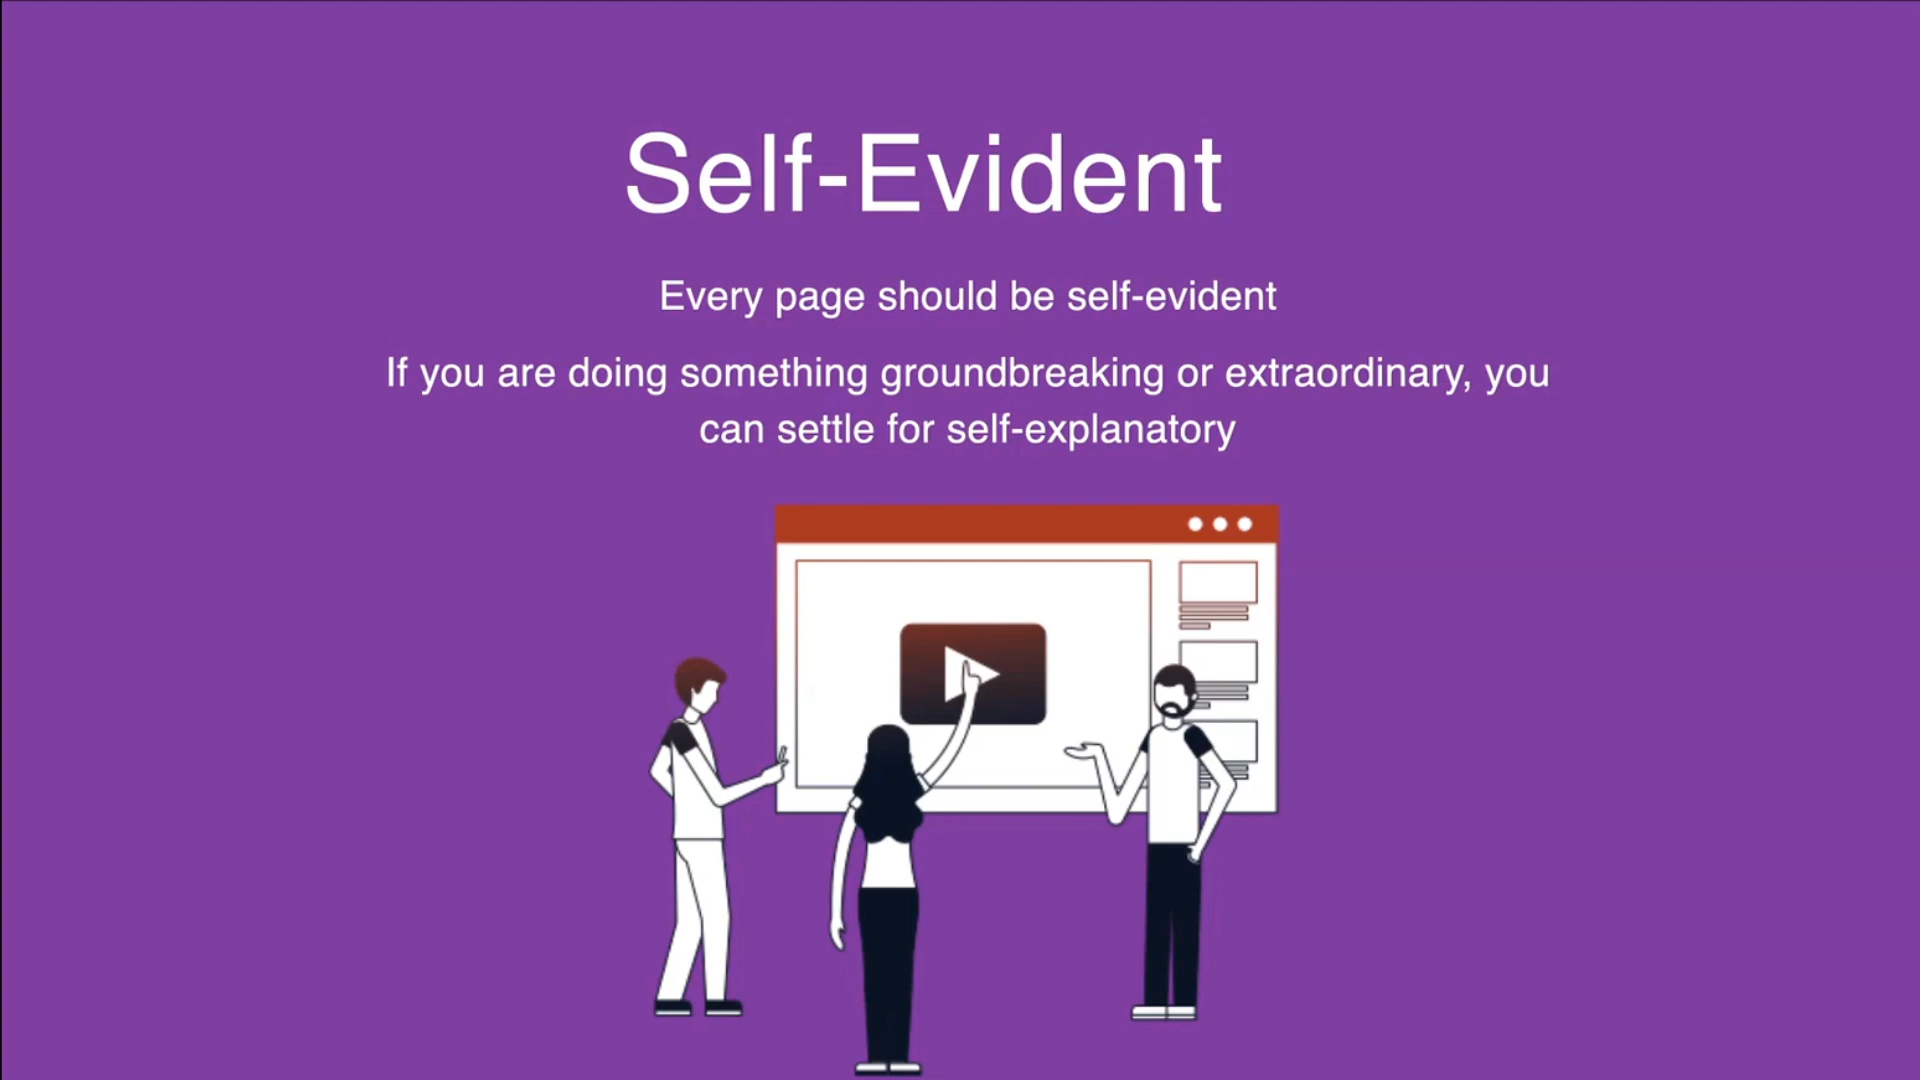 Self-Evident
Every page should be self-evident
If you are doing something groundbreaking or extraordinary, you
can settle for self-explanatory